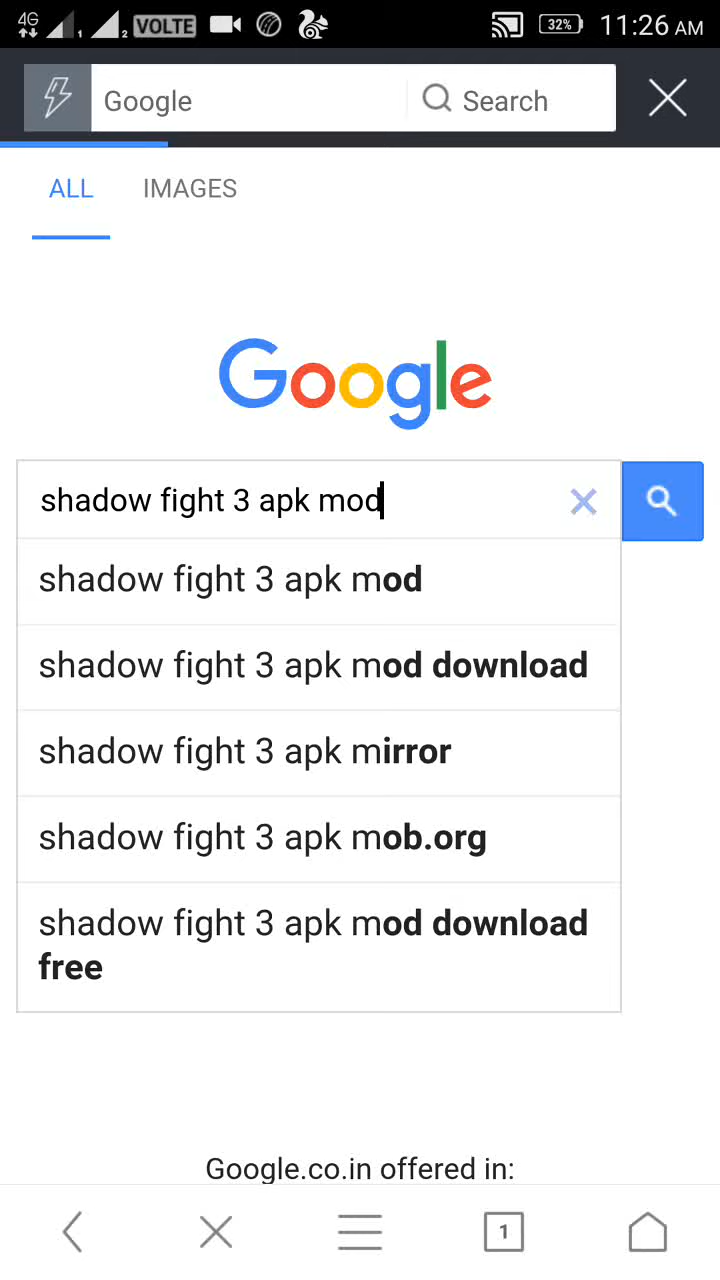 4G 1 2 VOLTE 32% 11:26 AM
Google Search
ALL IMAGES
Google
shadow fight 3 apk mod
shadow fight 3 apk mod
shadow fight 3 apk mod download
shadow fight 3 apk mirror
shadow fight 3 apk mob.org
shadow fight 3 apk mod download
free
Google.co.in offered in:
1